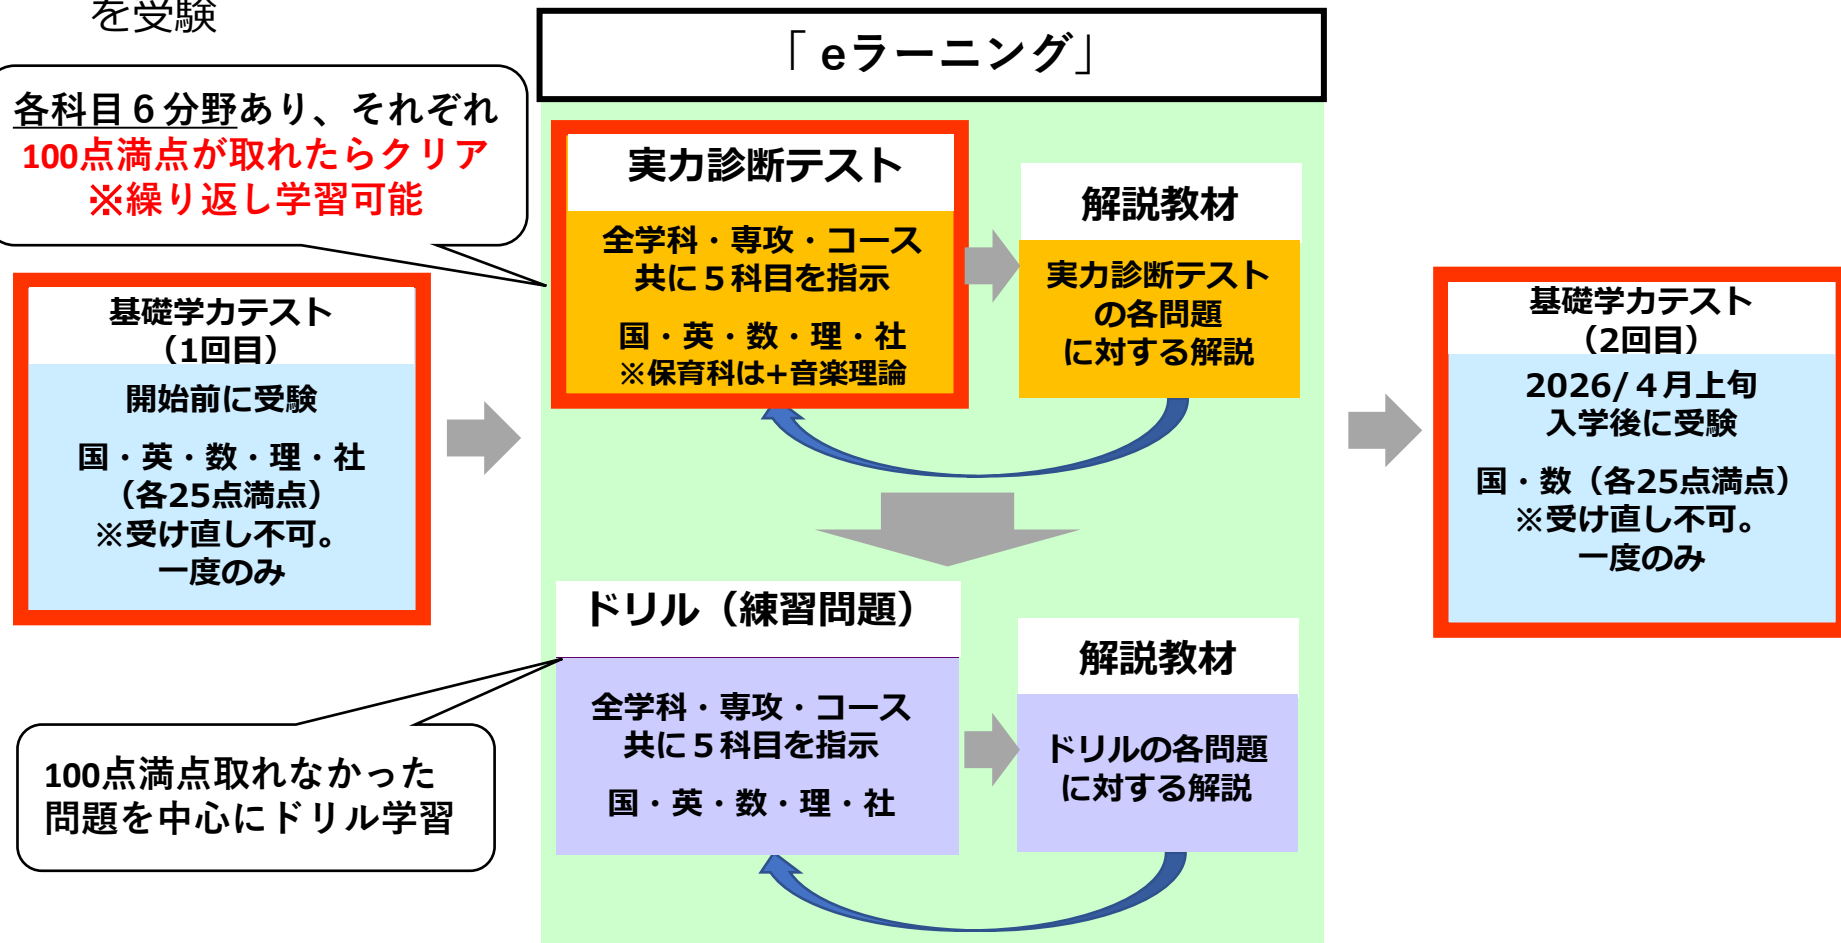 を受験
「 eラーニング」
各科目６分野あり、それぞれ
100点満点が取れたらクリア
※繰り返し学習可能
基礎学力テスト
（1回目）
開始前に受験
国・英・数・理・社
（各25点満点）
※受け直し不可。
一度のみ
実力診断テスト
全学科・専攻・コース
共に５科目を指示
国・英・数・理・社
※保育科は+音楽理論
解説教材
実力診断テスト
の各問題
に対する解説
ドリル（練習問題）
全学科・専攻・コース
共に５科目を指示
国・英・数・理・社
解説教材
ドリルの各問題
に対する解説
100点満点取れなかった
問題を中心にドリル学習
基礎学力テスト
（2回目）
2026/４月上旬
入学後に受験
国・数（各25点満点）
※受け直し不可。
一度のみ